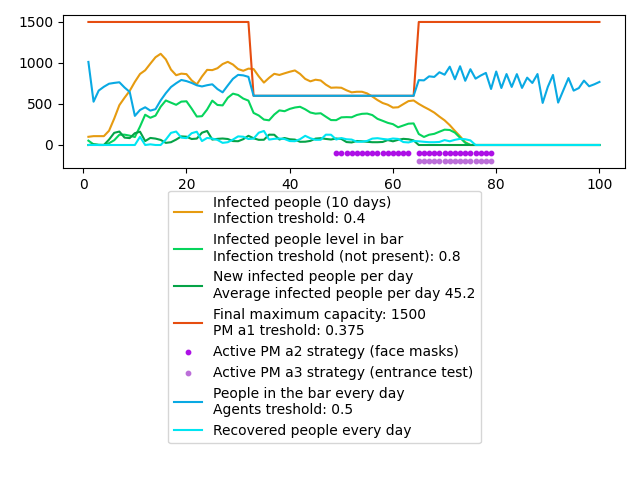 1500
1000
500
0
0
20
40
60
80
100
Infected people (10 days)
Infection treshold: 0.4
Infected people level in bar
Infection treshold (not present): 0.8
New infected people per day
Average infected people per day 45.2
Final maximum capacity: 1500
PM a1 treshold: 0.375
Active PM a2 strategy (face masks)
Active PM a3 strategy (entrance test)
People in the bar every day
Agents treshold: 0.5
Recovered people every day